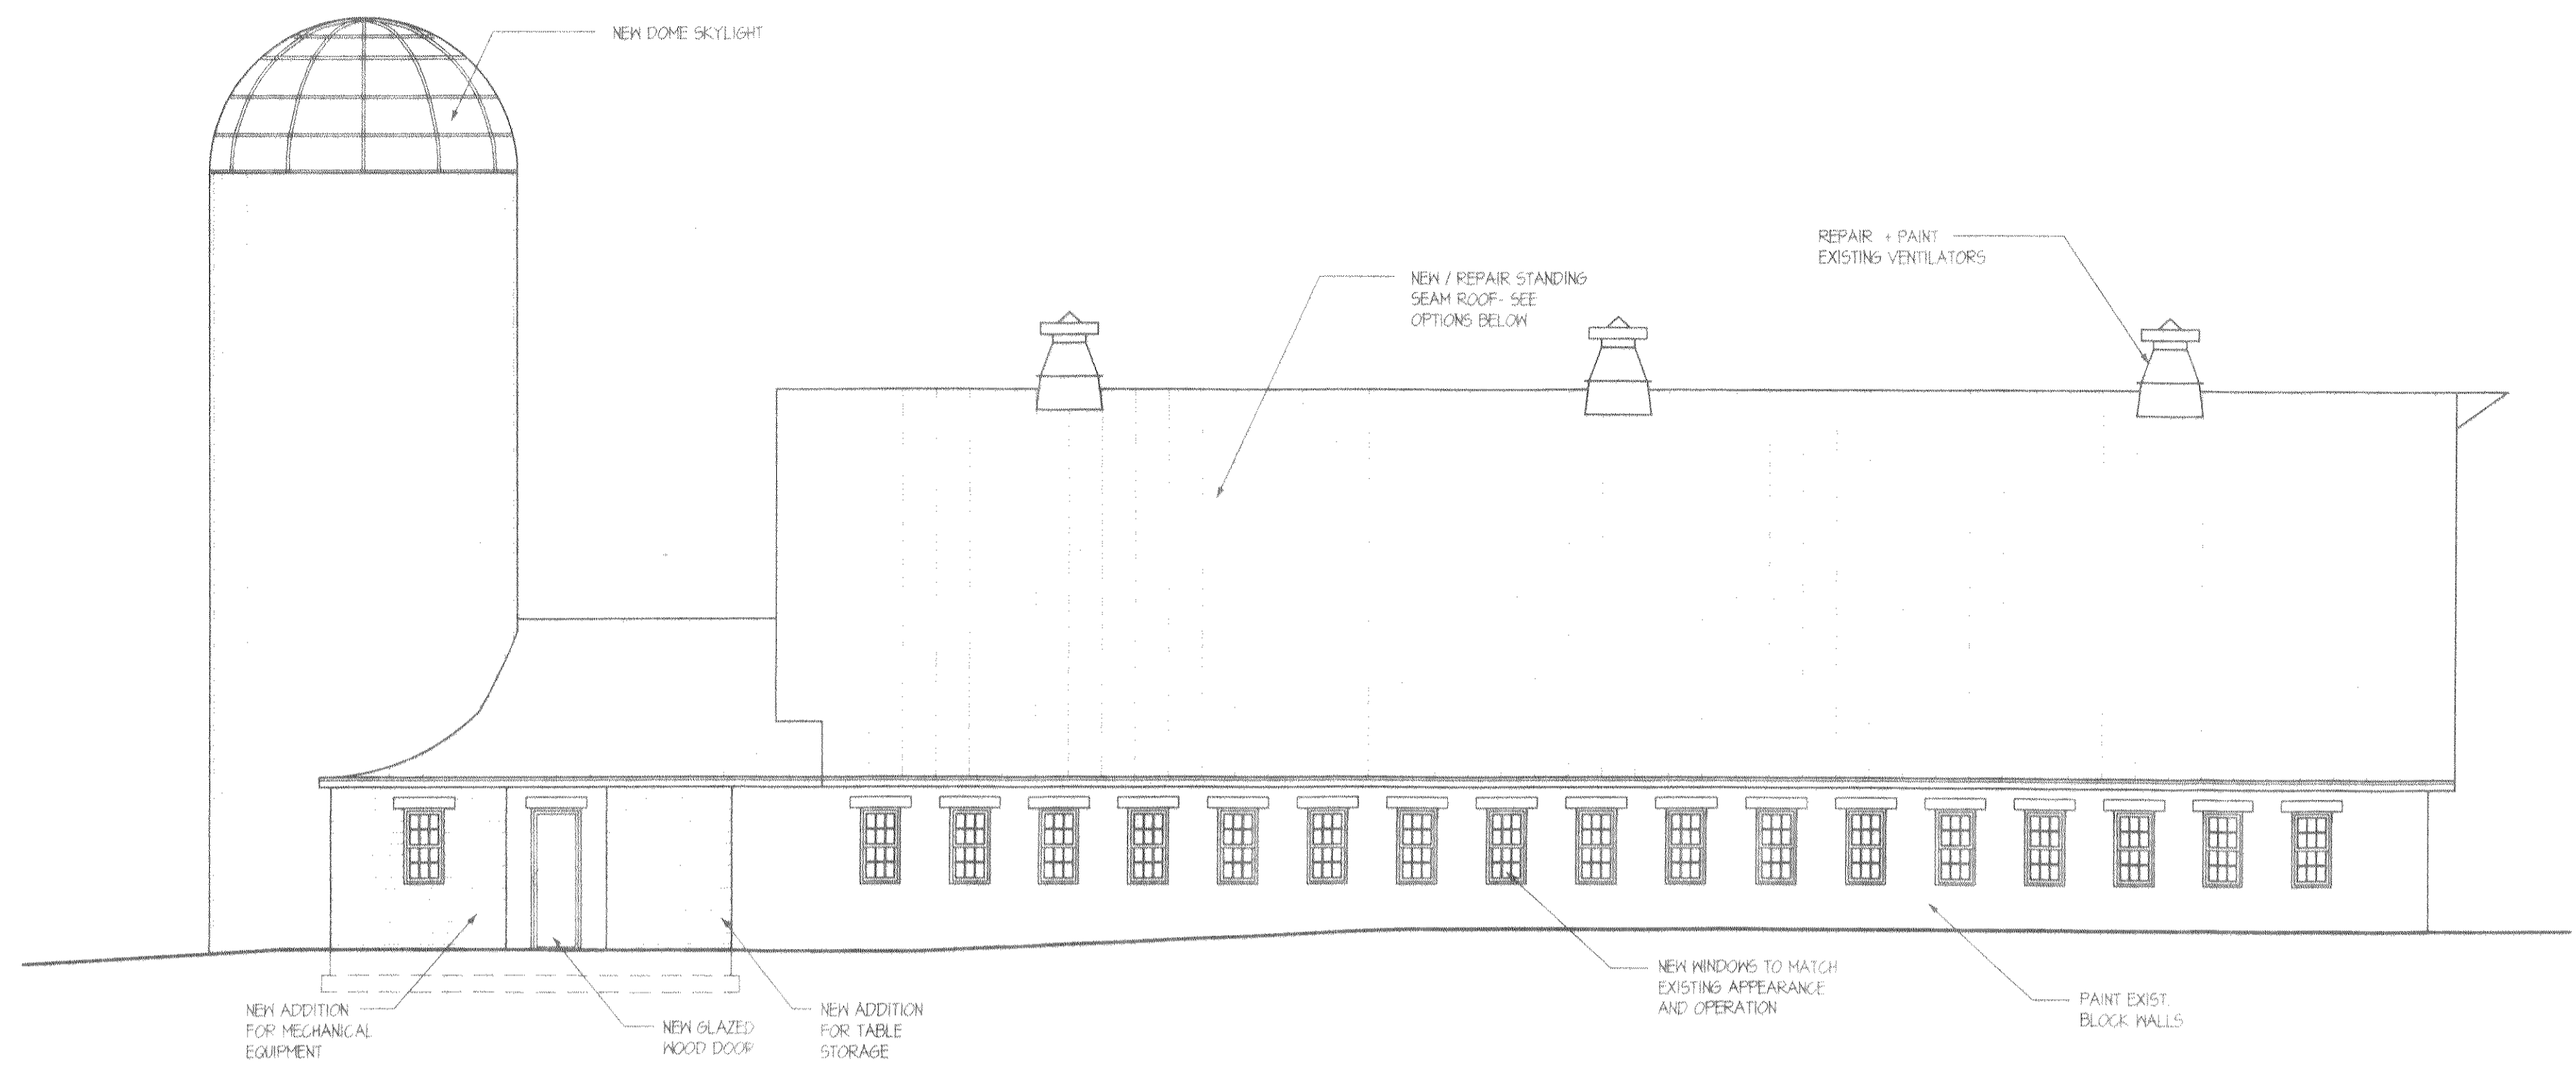 NEW DOME SKYLIGHT
REPAIR + PAINT
EXISTING VENTILATORS
NEW / REPAIR STANDING
SEAM ROOF- SEE
OPTIONS BELOW
NEW ADDITION
FOR MECHANICAL
EQUIPMENT
NEW GLAZED
WOOD DOOR
NEW ADDITION
FOR TABLE
STORAGE
NEW WINDOWS TO MATCH
EXISTING APPEARANCE
AND OPERATION
PAINT EXIST.
BLOCK WALLS